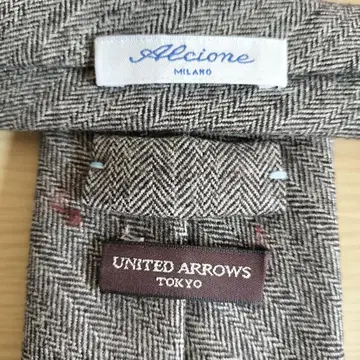 Alcione
MILANO
UNITED ARROWS
TOKYO